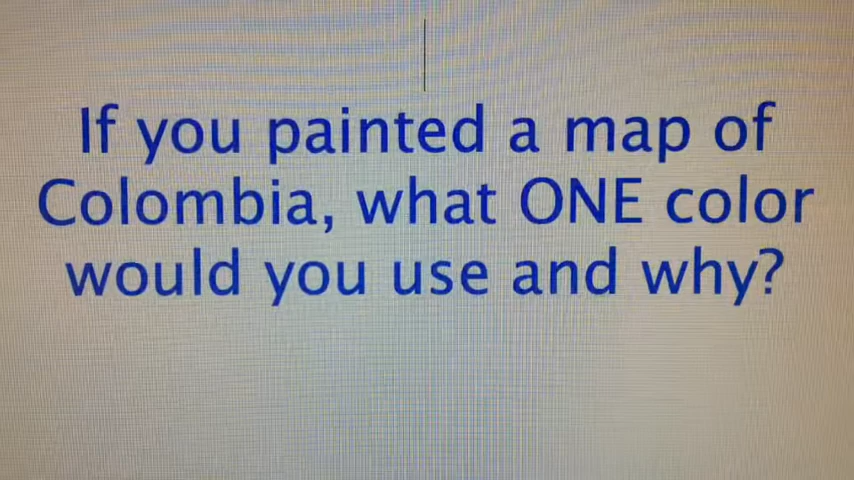 If you painted a map of
Colombia, what ONE color
would you use and why?